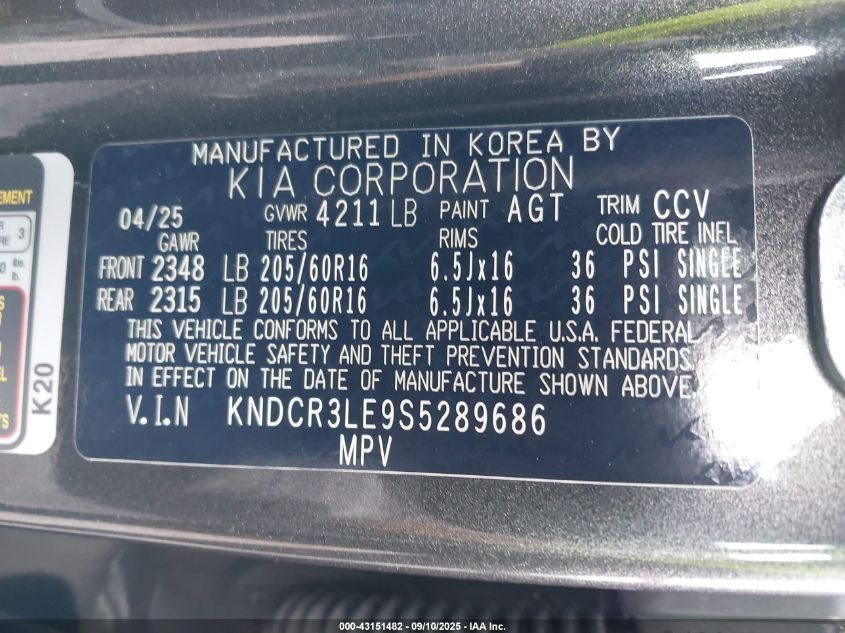 MANUFACTURED IN KOREA BY
KIA CORPORATION
04/25 GVWR 4211 LB PAINT AGT TRIM CCV
GAWR TIRES RIMS COLD TIRE INFL
FRONT 2348 LB 205/60R16 6.5Jx16 36 PSI SINGLE
REAR 2315 LB 205/60R16 6.5Jx16 36 PSI SINGLE
THIS VEHICLE CONFORMS TO ALL APPLICABLE U.S.A. FEDERAL
MOTOR VEHICLE SAFETY AND THEFT PREVENTION STANDARDS
IN EFFECT ON THE DATE OF MANUFACTURE SHOWN ABOVE
V.I.N KNDCR3LE9S5289686
MPV
3
K20
000-43151482 - 09/10/2025 - IAA Inc.